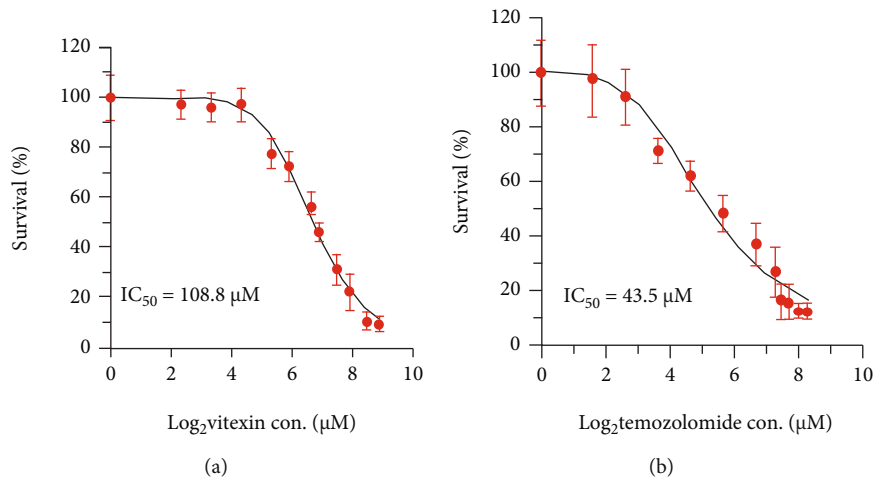 (a)
120
100
80
60
40
20
0
Survival (%)
IC50 = 108.8 μM
0 2 4 6 8 10
Log2vitexin con. (μM)
(b)
120
100
80
60
40
20
0
Survival (%)
IC50 = 43.5 μM
0 2 4 6 8 10
Log2temozolomide con. (μM)